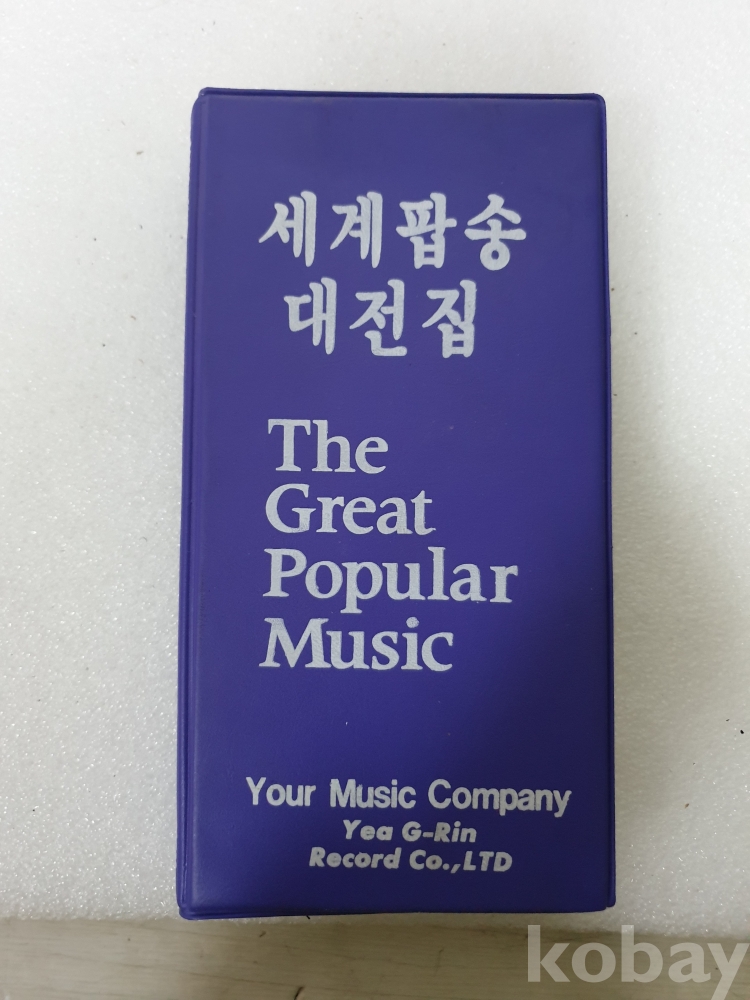 세계팝송
대전집
The
Great
Popular
Music
Your Music Company
Yea G-Rin
Record Co.,LTD
kobay